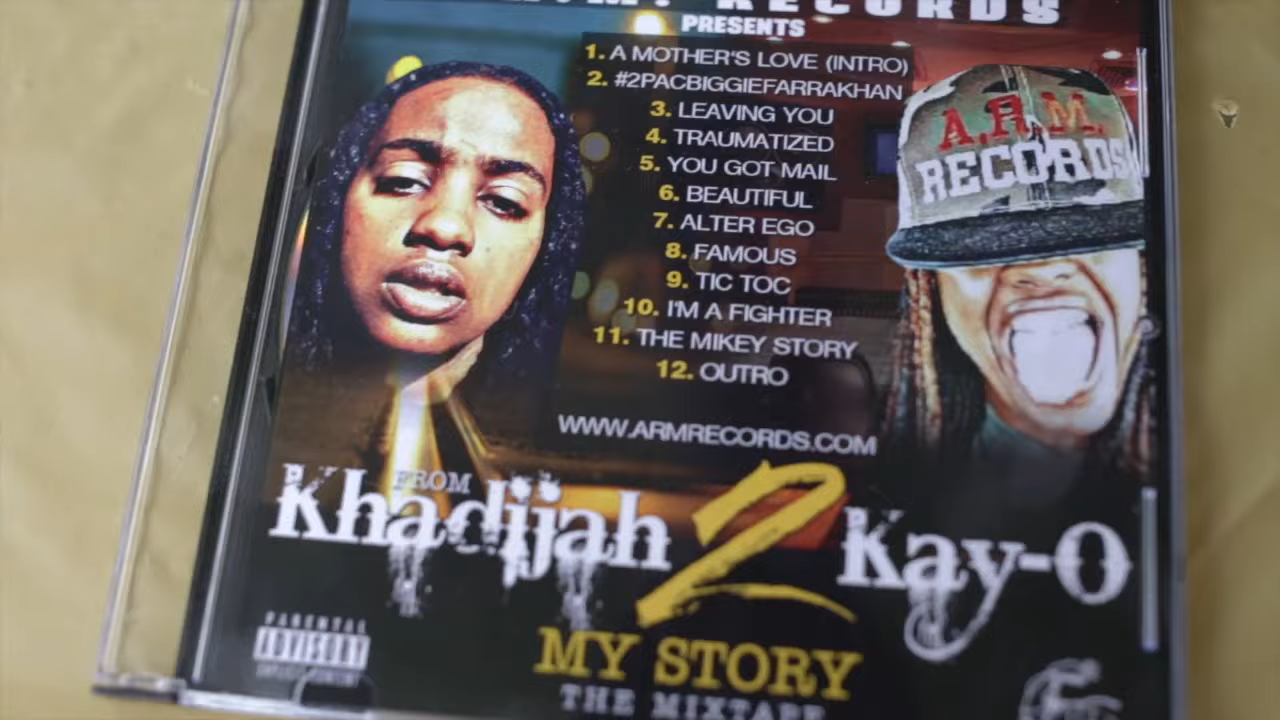 RECORDS
PRESENTS
1. A MOTHER'S LOVE (INTRO)
2. #2PACBIGGIEFARRAKHAN
3. LEAVING YOU
4. TRAUMATIZED
5. YOU GOT MAIL
6. BEAUTIFUL
7. ALTER EGO
8. FAMOUS
9. TIC TOC
10. I'M A FIGHTER
11. THE MIKEY STORY
12. OUTRO
A.R.M.
RECORDS
WWW.ARMRECORDS.COM
FROM
Khadijah 2 Kay-O
MY STORY
THE MIXTAPE
PARENTAL
ADVISORY